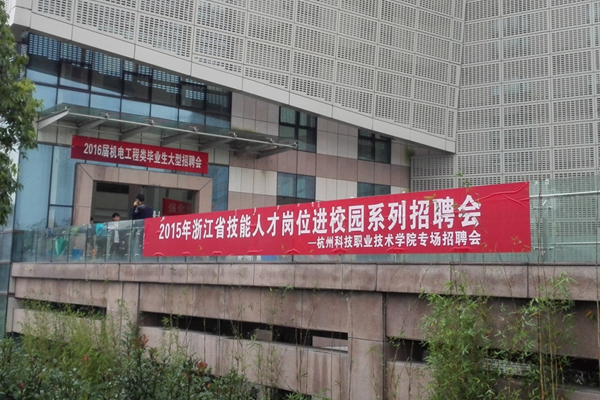 2016届机电工程类毕业生大型招聘会
2015年浙江省技能人才岗位进校园系列招聘会
—杭州科技职业技术学院专场招聘会